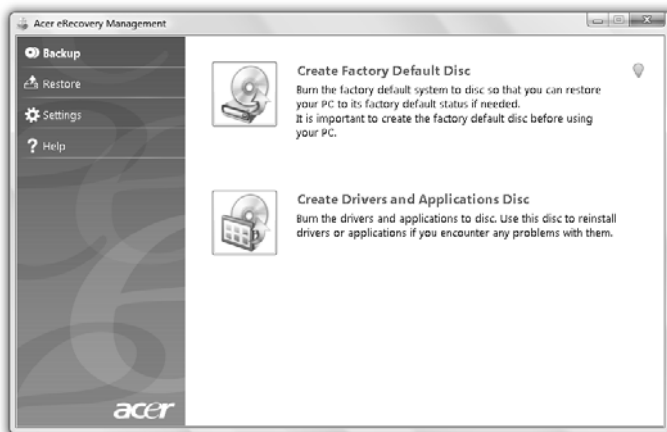 Acer eRecovery Management
Backup
Restore
Settings
? Help
Create Factory Default Disc
Burn the factory default system to disc so that you can restore
your PC to its factory default status if needed.
It is important to create the factory default disc before using
your PC.
Create Drivers and Applications Disc
Burn the drivers and applications to disc. Use this disc to reinstall
drivers or applications if you encounter any problems with them.
acer